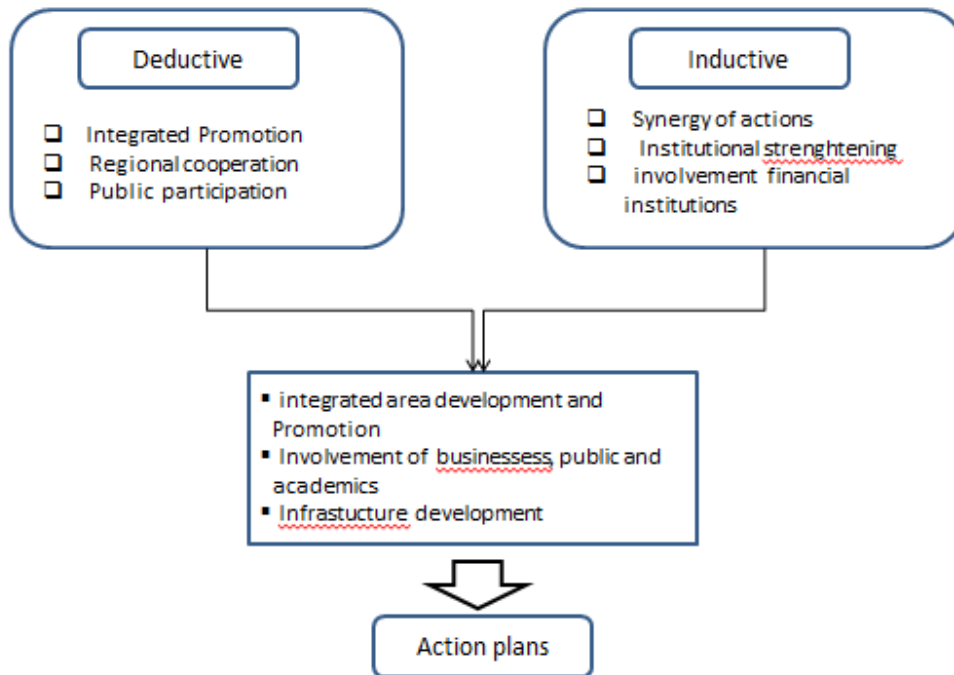 Deductive
Integrated Promotion
Regional cooperation
Public participation
Inductive
Synergy of actions
Institutional strenghtening
involvement financial
institutions
integrated area development and
Promotion
Involvement of businessess, public and
academics
Infrastucture development
Action plans